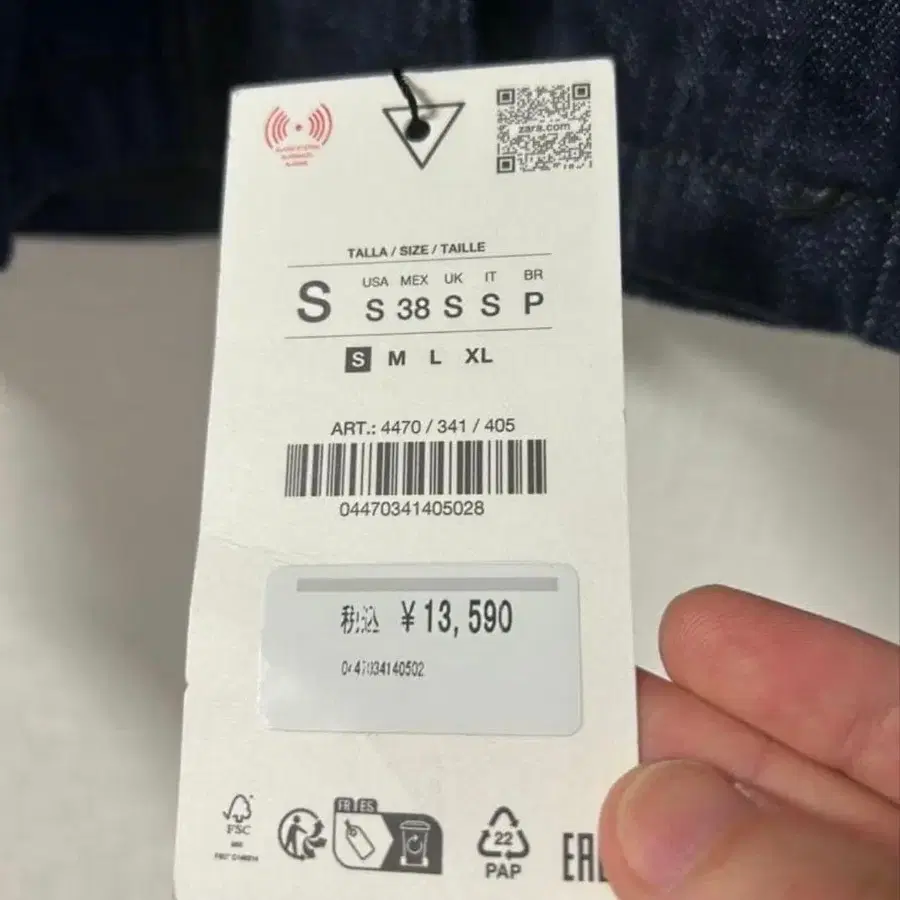 zara.com
TALLA / SIZE / TAILLE
S
USA MEX UK IT BR
S 38 S S P
S M L XL
ART.: 4470 / 341 / 405
04470341405028
税込 ¥13,590
0447034140502
FR ES
FSC
22
PAP